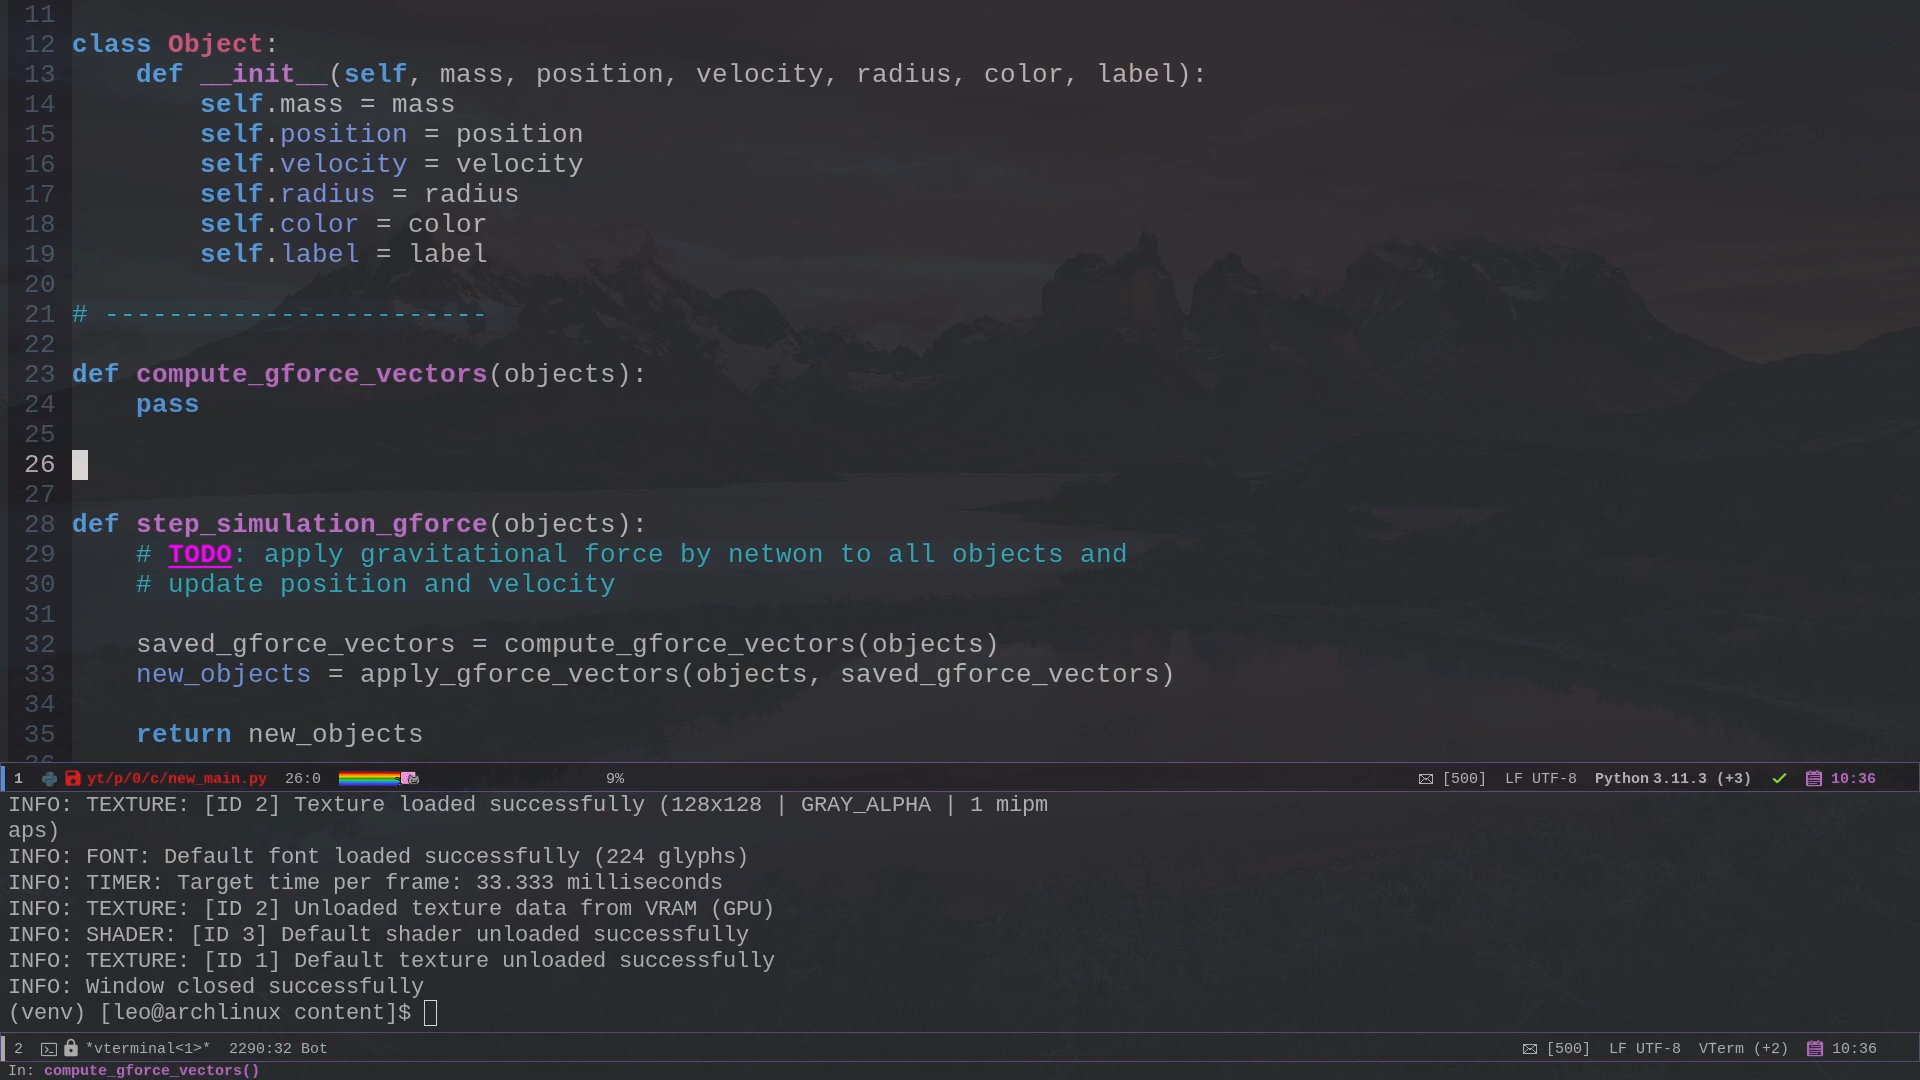 11
12 class Object:
13     def __init__(self, mass, position, velocity, radius, color, label):
14         self.mass = mass
15         self.position = position
16         self.velocity = velocity
17         self.radius = radius
18         self.color = color
19         self.label = label
20
21 # ------------------------
22
23 def compute_gforce_vectors(objects):
24     pass
25
26
27
28 def step_simulation_gforce(objects):
29     # TODO: apply gravitational force by netwon to all objects and
30     # update position and velocity
31
32     saved_gforce_vectors = compute_gforce_vectors(objects)
33     new_objects = apply_gforce_vectors(objects, saved_gforce_vectors)
34
35     return new_objects
1 yt/p/0/c/new_main.py 26:0 9% [500] LF UTF-8 Python 3.11.3 (+3) 10:36
INFO: TEXTURE: [ID 2] Texture loaded successfully (128x128 | GRAY_ALPHA | 1 mipm
aps)
INFO: FONT: Default font loaded successfully (224 glyphs)
INFO: TIMER: Target time per frame: 33.333 milliseconds
INFO: TEXTURE: [ID 2] Unloaded texture data from VRAM (GPU)
INFO: SHADER: [ID 3] Default shader unloaded successfully
INFO: TEXTURE: [ID 1] Default texture unloaded successfully
INFO: Window closed successfully
(venv) [leo@archlinux content]$
2 *vterminal<1>* 2290:32 Bot [500] LF UTF-8 VTerm (+2) 10:36
In: compute_gforce_vectors()